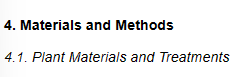 4. Materials and Methods
4.1. Plant Materials and Treatments